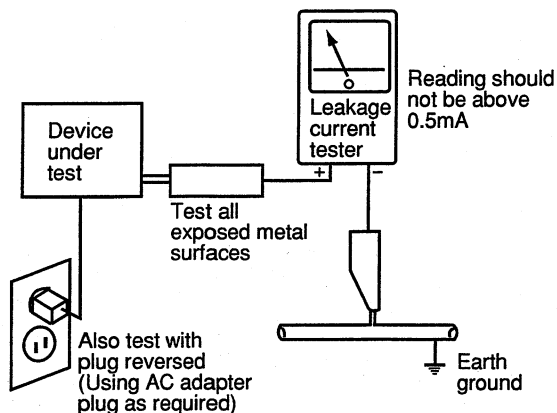 Device
under
test
Leakage
current
tester
+ −
Reading should
not be above
0.5mA
Test all
exposed metal
surfaces
Also test with
plug reversed
(Using AC adapter
plug as required)
Earth
ground